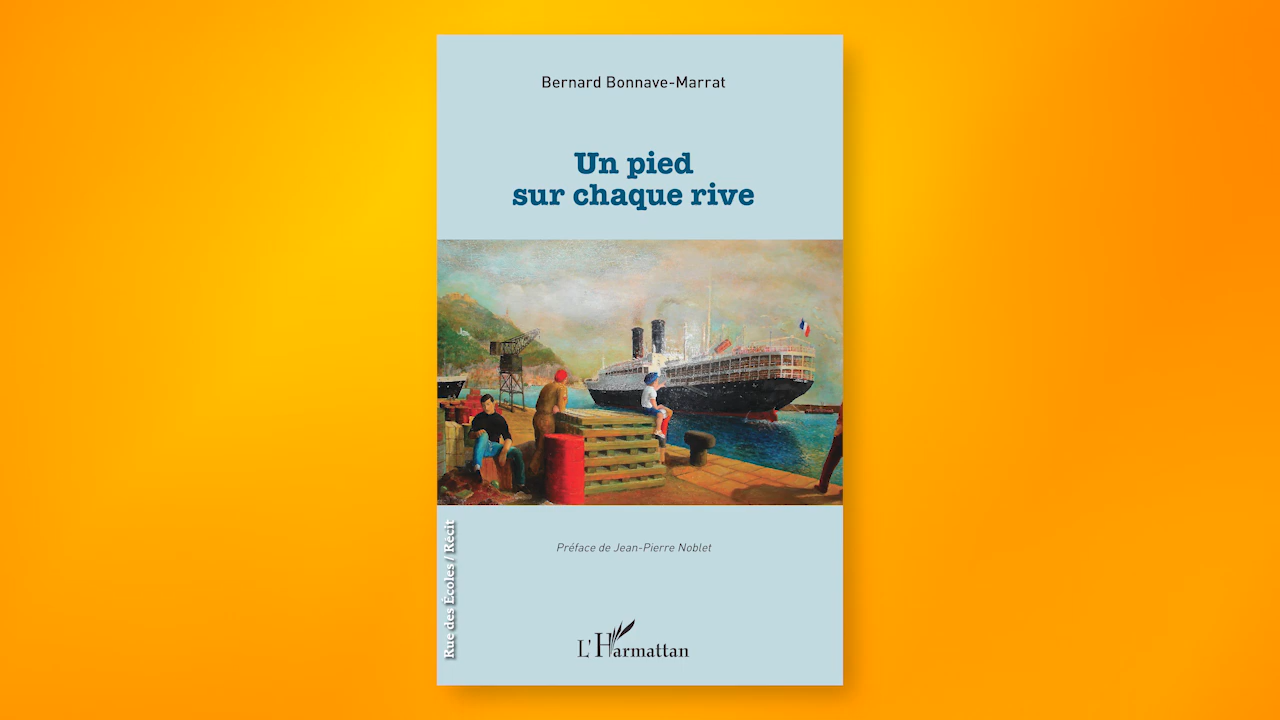 Bernard Bonnave-Marrat
Un pied
sur chaque rive
Rue des Écoles / Récit
Préface de Jean-Pierre Noblet
L'Harmattan